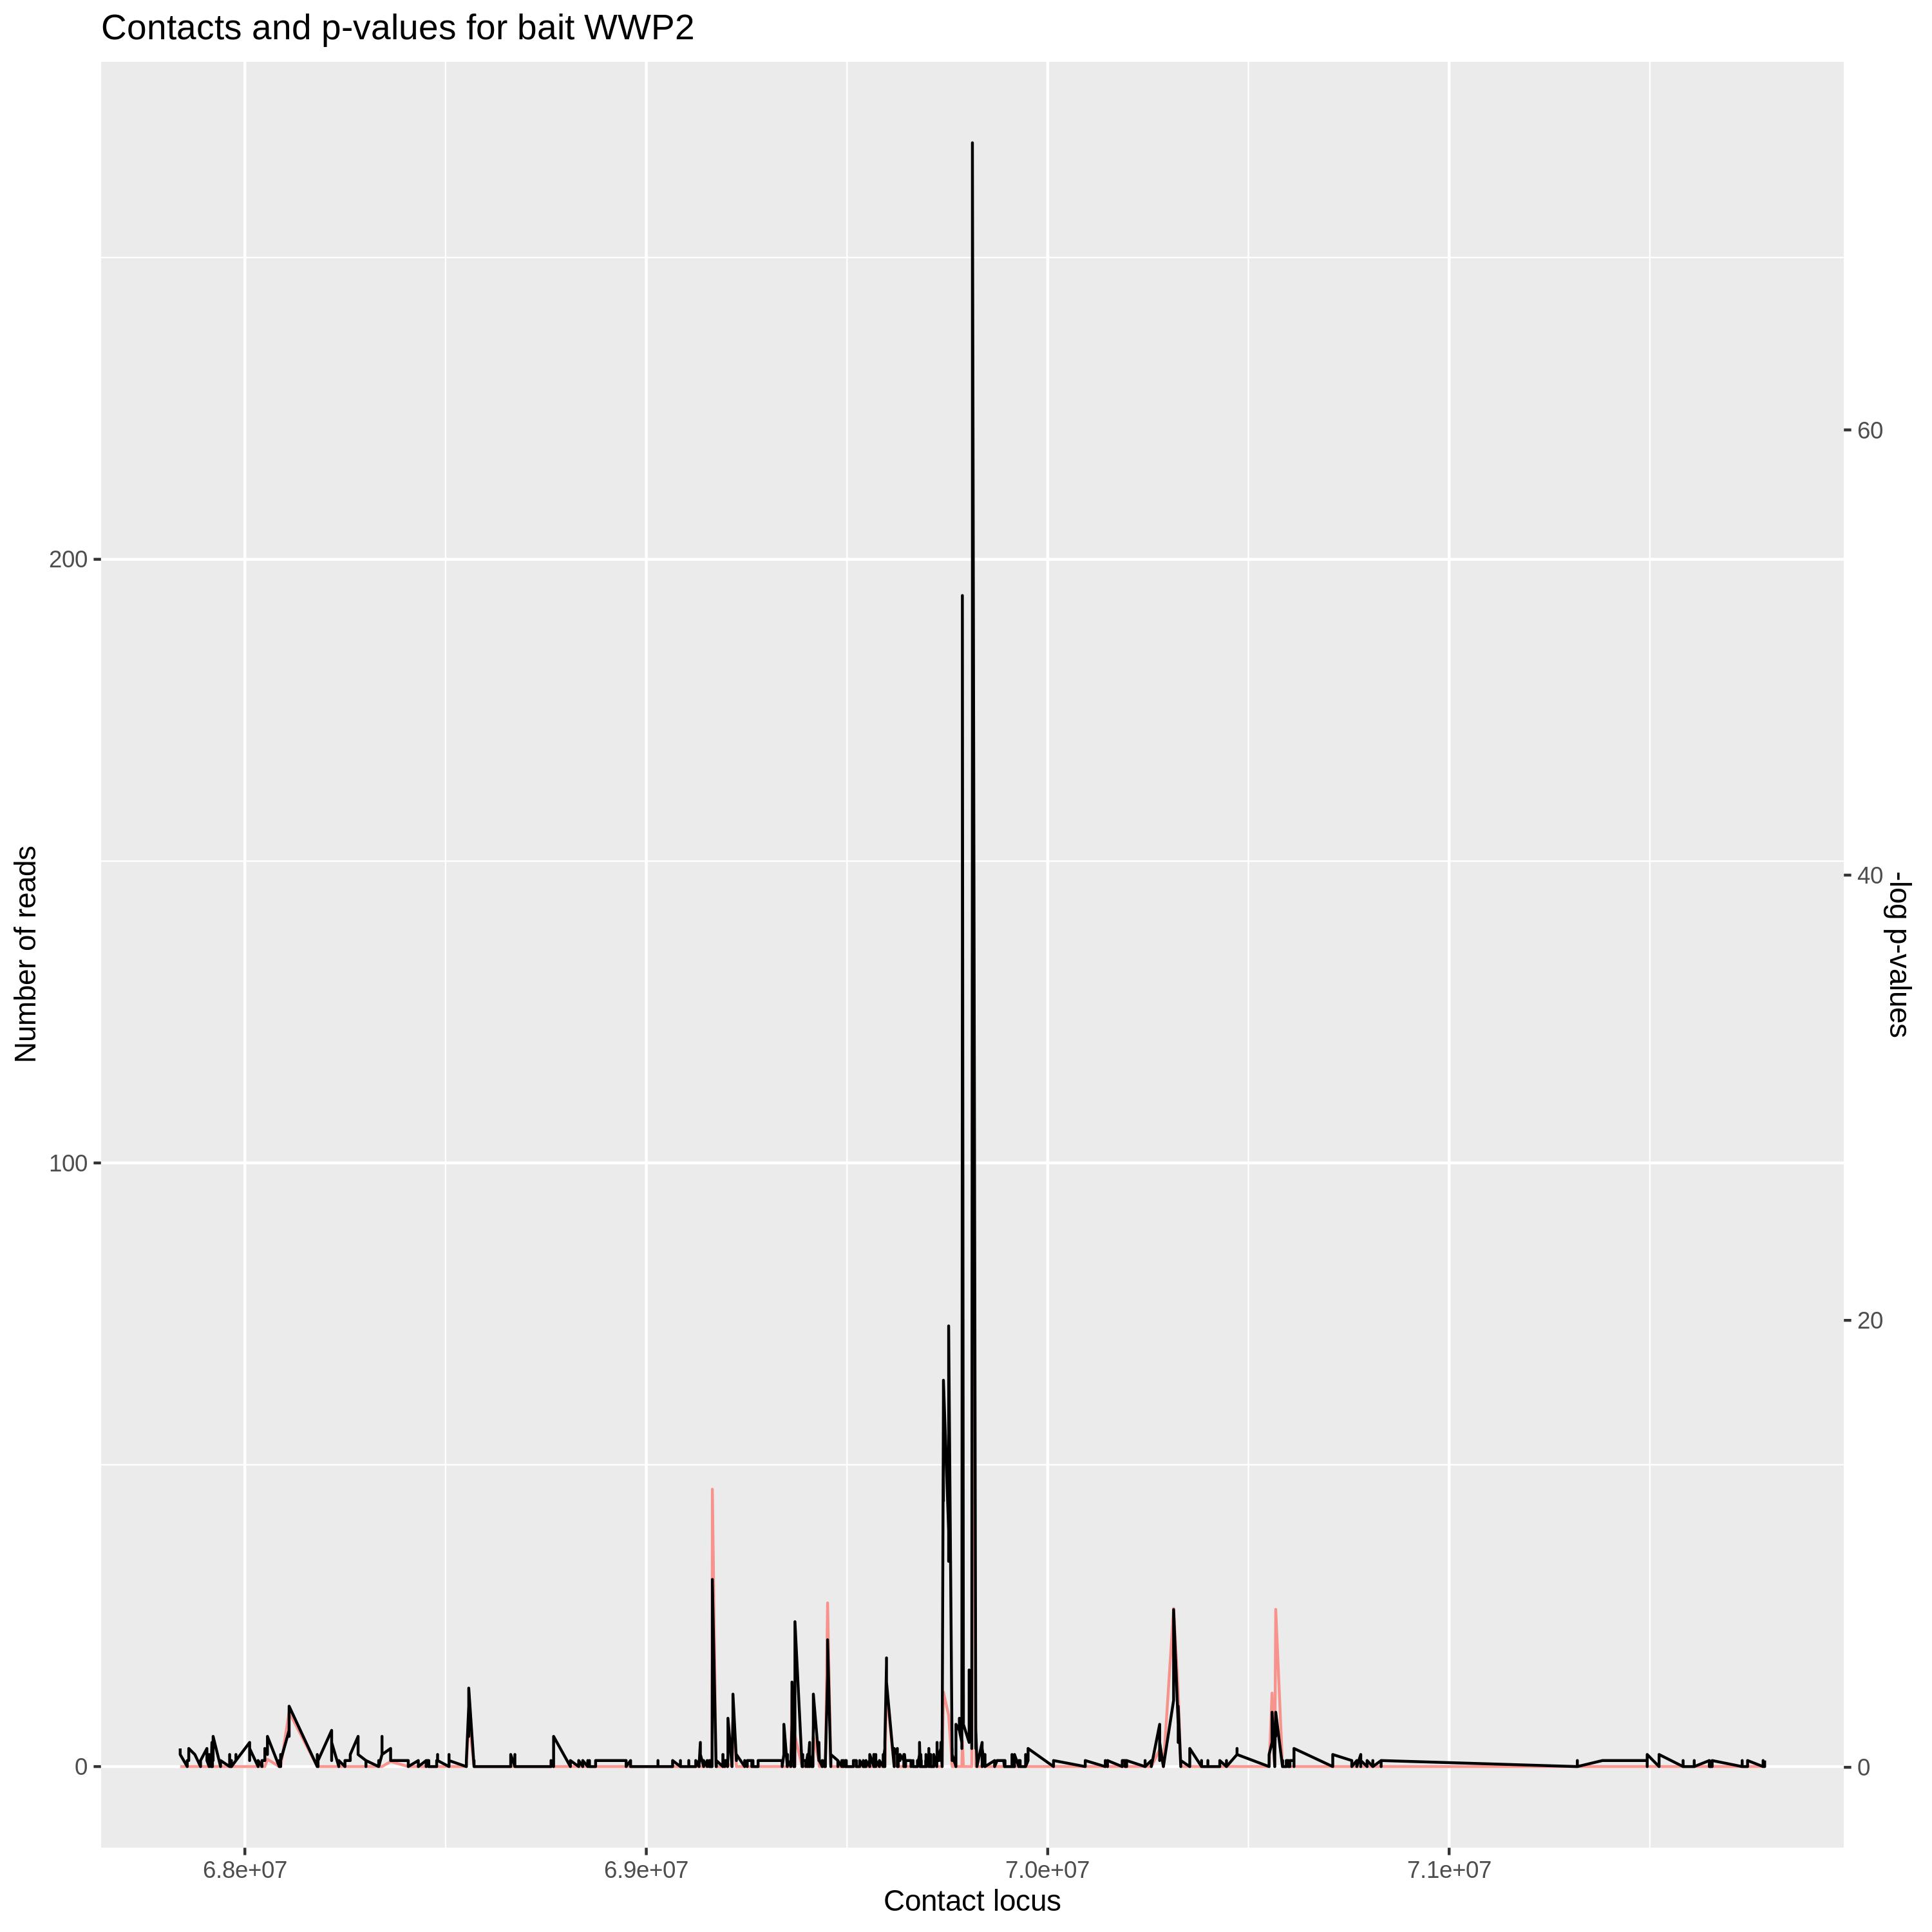 Contacts and p-values for bait WWP2
Number of reads
200
100
0
60
40
20
0
-log p-values
6.8e+07
6.9e+07
7.0e+07
7.1e+07
Contact locus